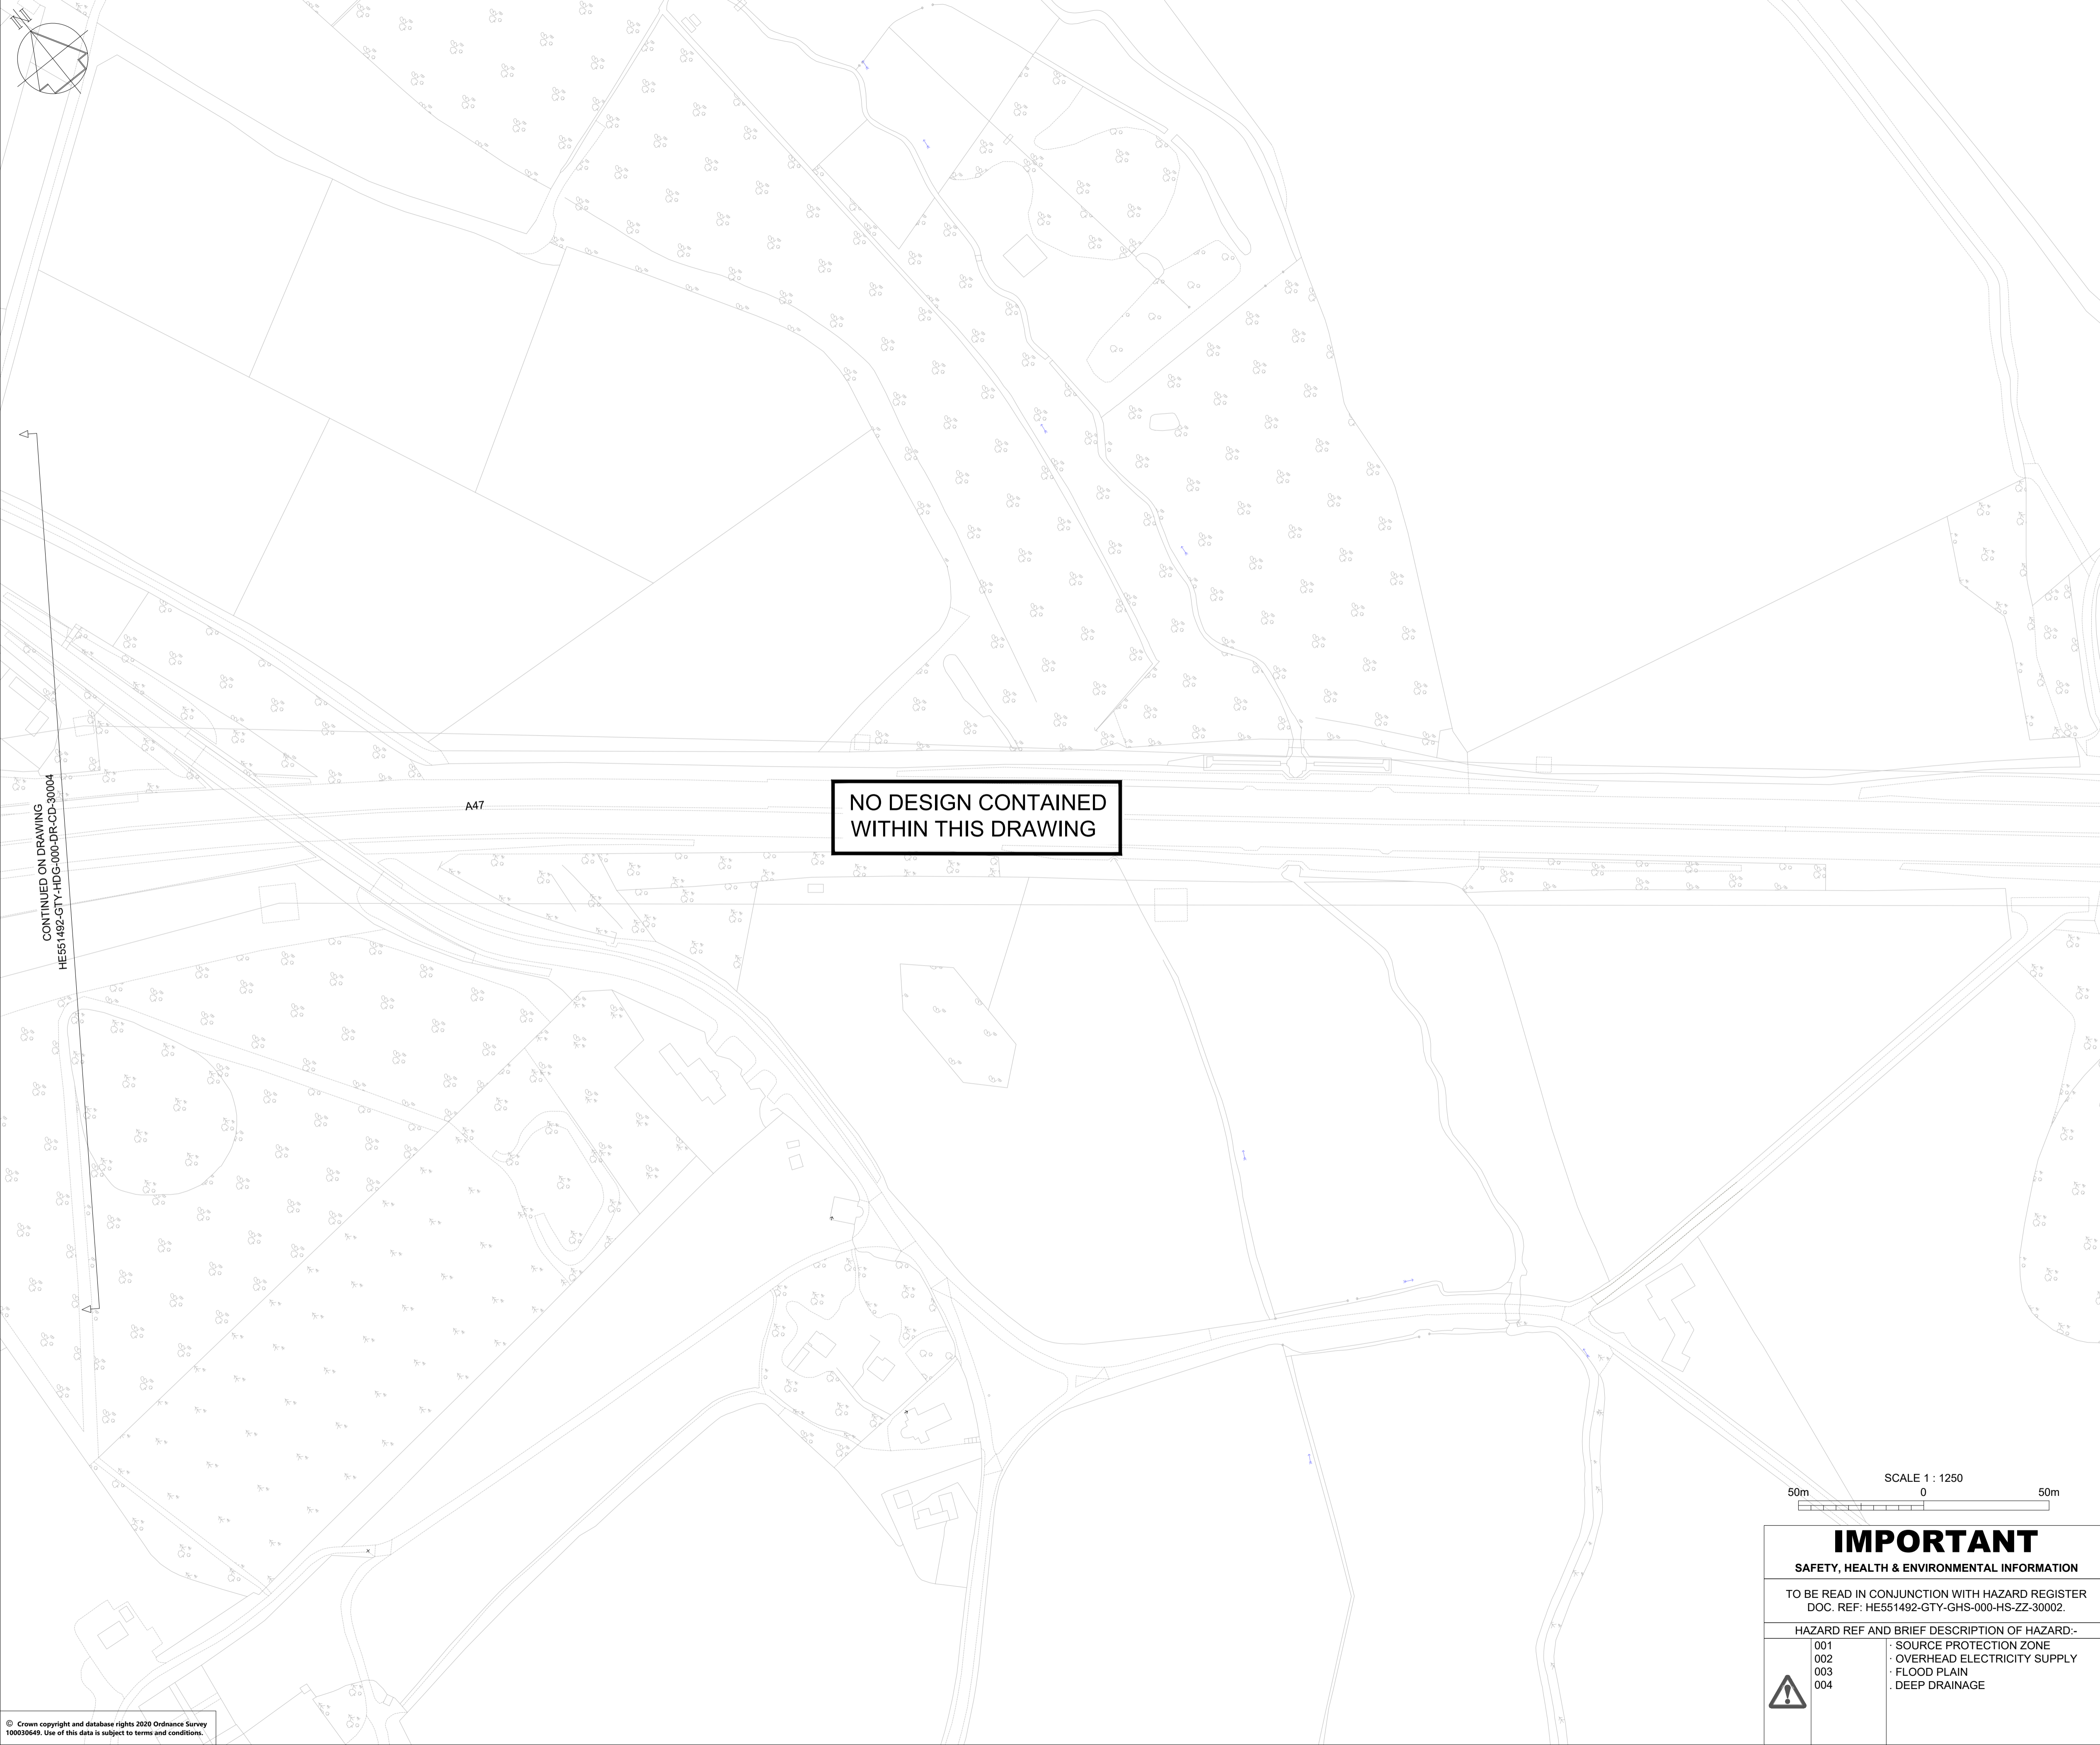 N
CONTINUED ON DRAWING
HE551492-GTY-HDG-000-DR-CD-30004
A47
NO DESIGN CONTAINED
WITHIN THIS DRAWING
SCALE 1 : 1250
50m 0 50m
IMPORTANT
SAFETY, HEALTH & ENVIRONMENTAL INFORMATION
TO BE READ IN CONJUNCTION WITH HAZARD REGISTER
DOC. REF: HE551492-GTY-GHS-000-HS-ZZ-30002.
HAZARD REF AND BRIEF DESCRIPTION OF HAZARD:-
001 · SOURCE PROTECTION ZONE
002 · OVERHEAD ELECTRICITY SUPPLY
003 · FLOOD PLAIN
004 . DEEP DRAINAGE
© Crown copyright and database rights 2020 Ordnance Survey
100030649. Use of this data is subject to terms and conditions.